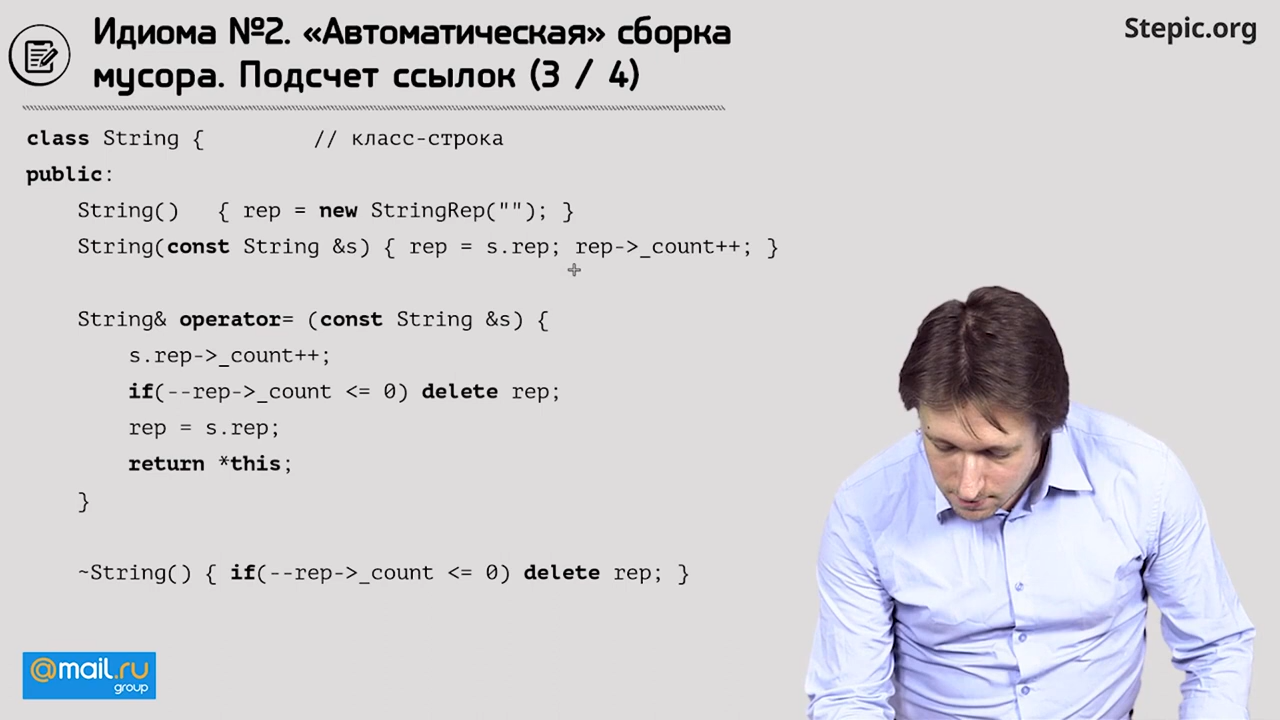 Идиома №2. «Автоматическая» сборка
мусора. Подсчет ссылок (3 / 4)
Stepic.org
class String {         // класс-строка
public:
    String()   { rep = new StringRep(""); }
    String(const String &s) { rep = s.rep; rep->_count++; }
    String& operator= (const String &s) {
        s.rep->_count++;
        if(--rep->_count <= 0) delete rep;
        rep = s.rep;
        return *this;
    }
    ~String() { if(--rep->_count <= 0) delete rep; }
@mail.ru
group